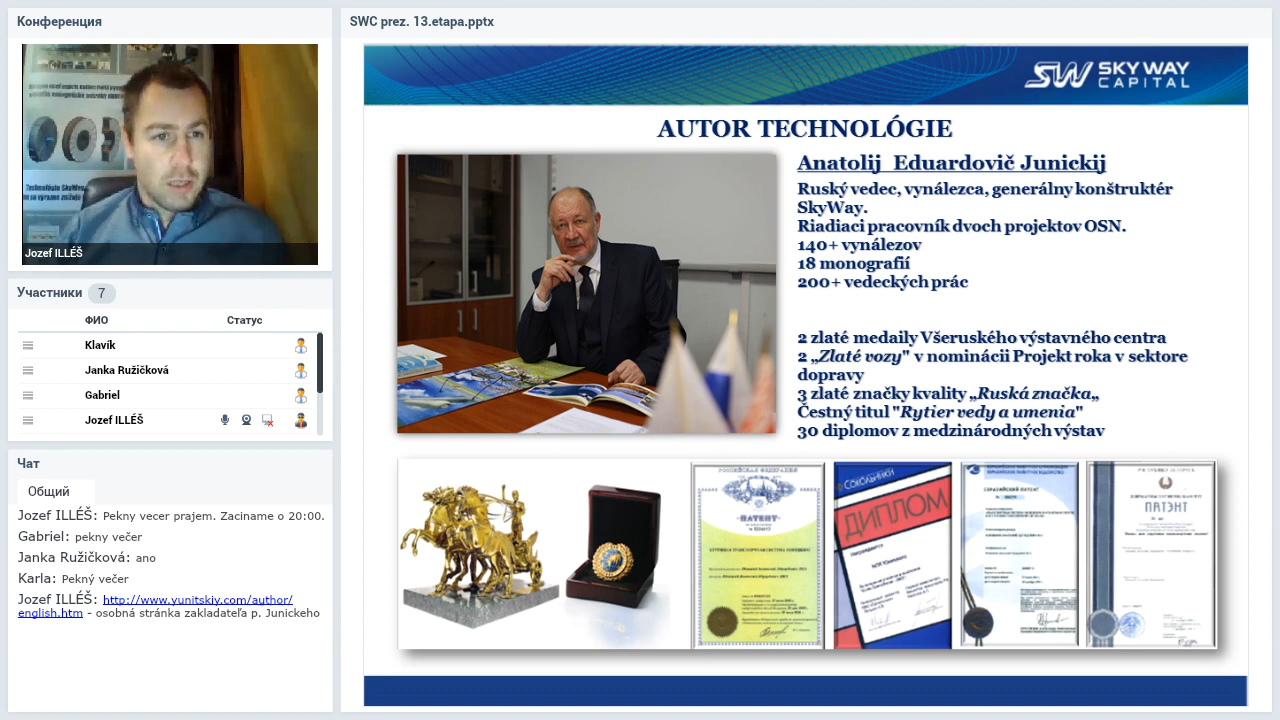 Конференция
Jozef ILLÉŠ
Участники 7
ФИО Статус
Klavík
Janka Ružičková
Gabriel
Jozef ILLÉŠ
Чат
Общий
Jozef ILLÉŠ: Pekny vecer prajem. Zaciname o 20:00.
Gabriel: pekny večer
Janka Ružičková: ano
Karla: Pekný večer
Jozef ILLÉŠ: http://www.yunitskiy.com/author/
english.htm - osobná stránka zakladateľa p. Junickeho
SWC prez. 13.etapa.pptx
SW SKY WAY
CAPITAL
AUTOR TECHNOLÓGIE
Anatolij Eduardovič Junickij
Ruský vedec, vynálezca, generálny konštruktér
SkyWay.
Riadiaci pracovník dvoch projektov OSN.
140+ vynálezov
18 monografií
200+ vedeckých prác
2 zlaté medaily Všeruského výstavného centra
2 „Zlaté vozy" v nominácii Projekt roka v sektore
dopravy
3 zlaté značky kvality „Ruská značka„
Čestný titul "Rytier vedy a umenia"
30 diplomov z medzinárodných výstav
СОКОЛЬНИКИ
ДИПЛОМ
ПАТЕНТ
ЕВРАЗИЙСКИЙ ПАТЕНТ
ПАТЭНТ